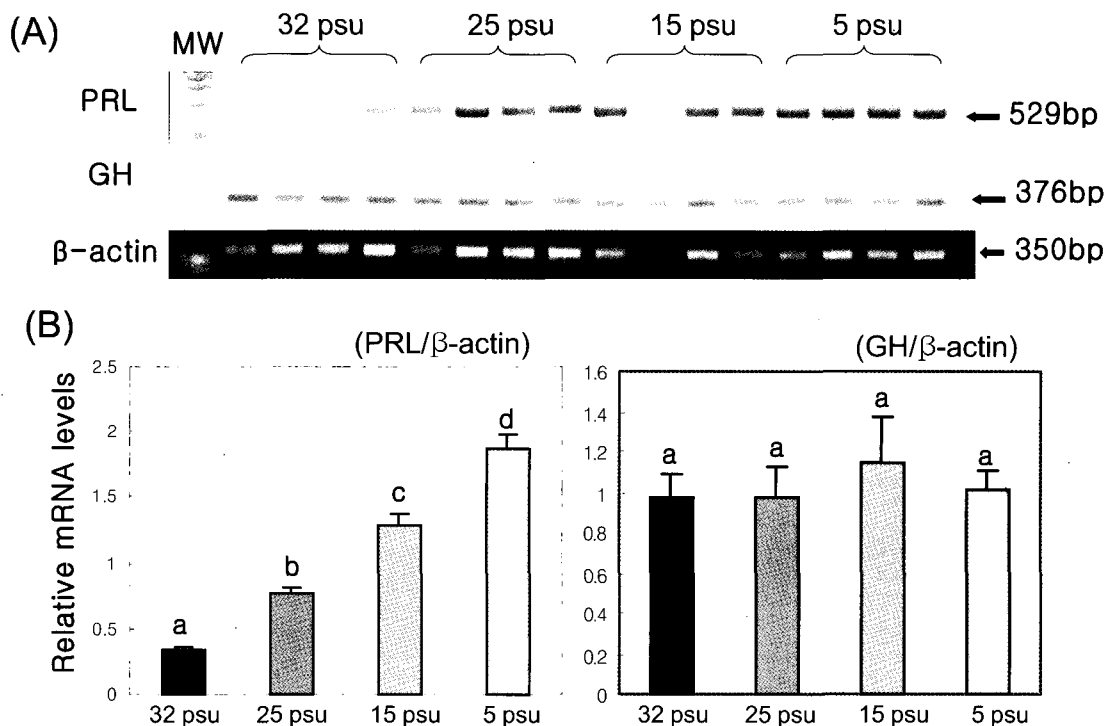 (A)
MW
32 psu
25 psu
15 psu
5 psu
PRL
529bp
GH
376bp
β-actin
350bp
(B)
(PRL/β-actin)
Relative mRNA levels
2.5
2
1.5
1
0.5
0
a
b
c
d
32 psu
25 psu
15 psu
5 psu
(GH/β-actin)
1.6
1.4
1.2
1
0.8
0.6
0.4
0.2
0
a
a
a
a
32 psu
25 psu
15 psu
5 psu